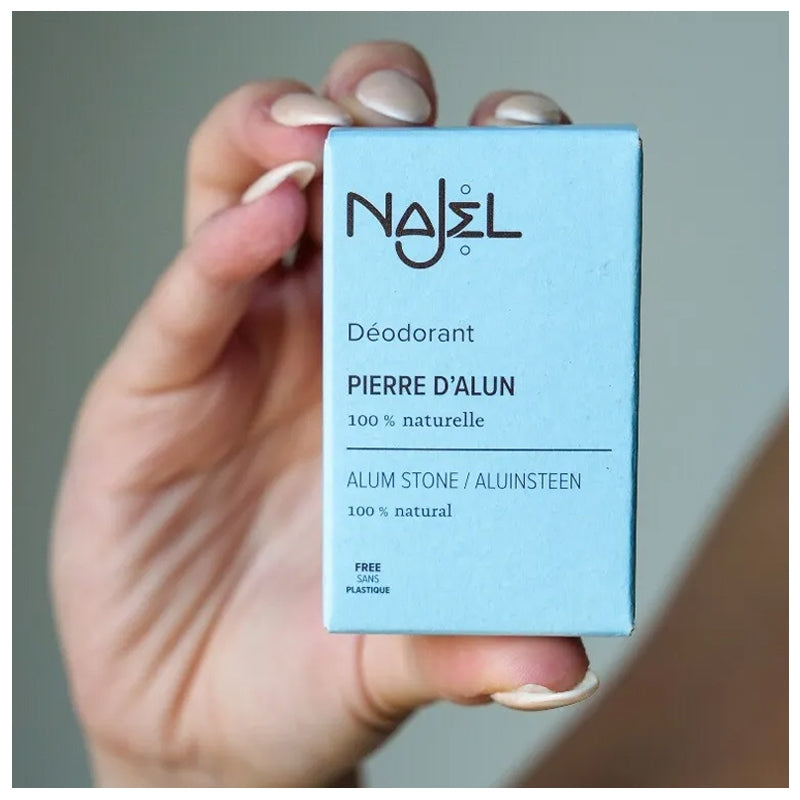 NAJEL
Déodorant
PIERRE D'ALUN
100 % naturelle
ALUM STONE / ALUINSTEEN
100 % natural
FREE
SANS
PLASTIQUE